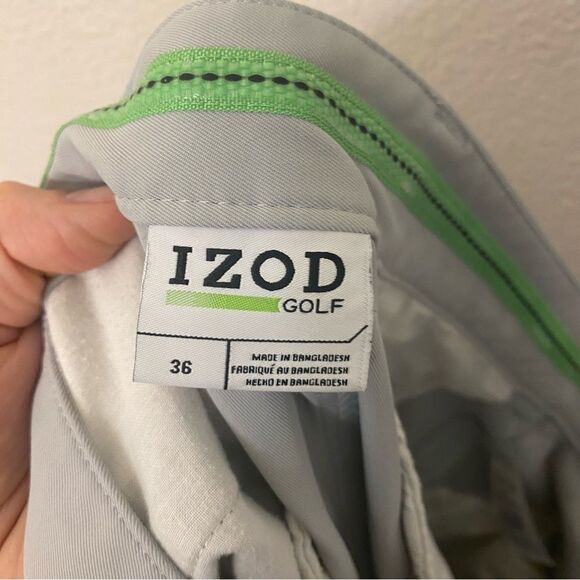 IZOD
GOLF
36
MADE IN BANGLADESH
FABRIQUÉ AU BANGLADESH
HECHO EN BANGLADESH